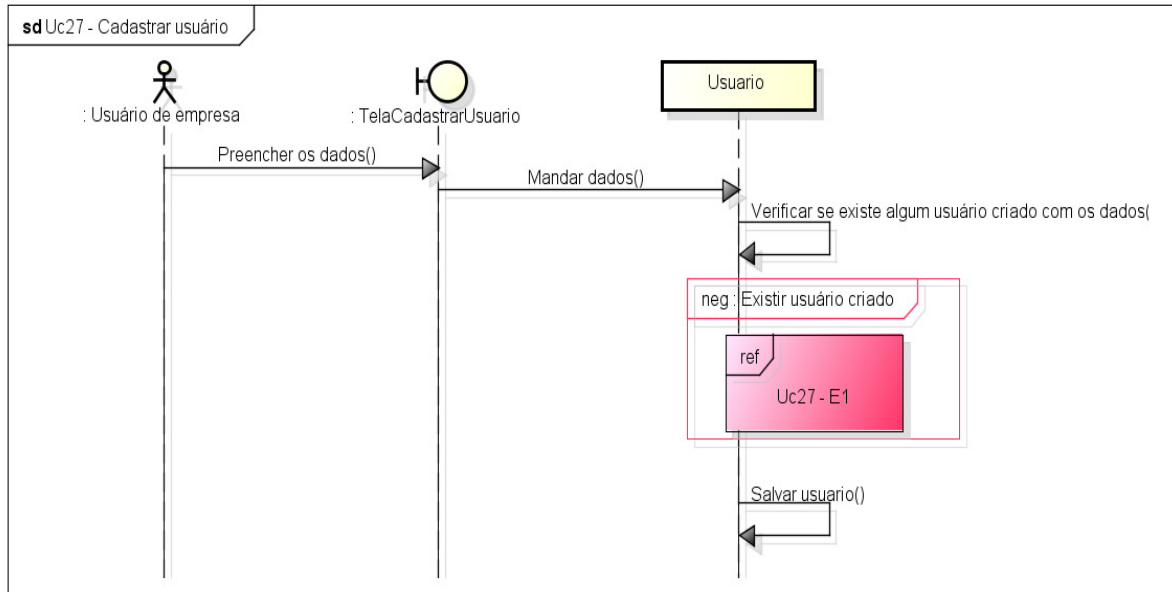 sd Uc27 - Cadastrar usuário
: Usuário de empresa
: TelaCadastrarUsuario
Usuario
Preencher os dados()
Mandar dados()
Verificar se existe algum usuário criado com os dados(
neg : Existir usuário criado
ref
Uc27 - E1
Salvar usuario()